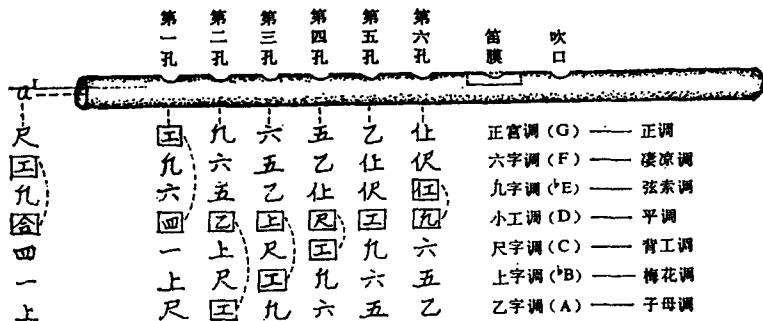 第一孔 第二孔 第三孔 第四孔 第五孔 第六孔 笛膜 吹口
a¹
尺 工 凡 六 五 乙 仩 正宫调(G)——正调
工 凡 六 五 乙 仩 伬 六字调(F)——凄凉调
凡 六 五 乙 仩 伬 仜 凡字调(♭E)——弦索调
合 四 乙 上 尺 工 凡 小工调(D)——平调
四 一 上 尺 工 凡 六 尺字调(C)——背工调
一 上 尺 工 凡 六 五 上字调(♭B)——梅花调
上 尺 工 凡 六 五 乙 乙字调(A)——子母调